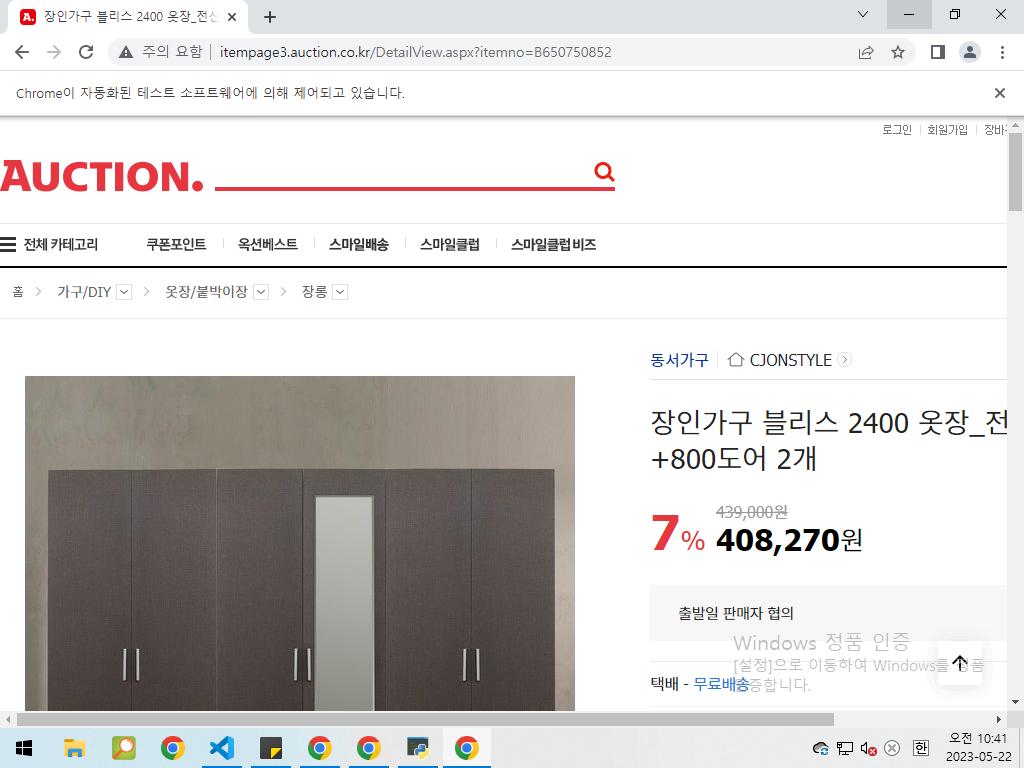 장인가구 블리스 2400 옷장_전신
주의 요함 itempage3.auction.co.kr/DetailView.aspx?itemno=B650750852
Chrome이 자동화된 테스트 소프트웨어에 의해 제어되고 있습니다.
로그인 회원가입 장바구
AUCTION.
전체 카테고리 쿠폰포인트 옥션베스트 스마일배송 스마일클럽 스마일클럽 비즈
홈 가구/DIY 옷장/붙박이장 장롱
동서가구 CJONSTYLE
장인가구 블리스 2400 옷장_전
+800도어 2개
439,000원
7% 408,270원
출발일 판매자 협의
Windows 정품 인증
[설정]으로 이동하여 Windows를 정품
인증합니다.
택배 - 무료배송
한
오전 10:41
2023-05-22